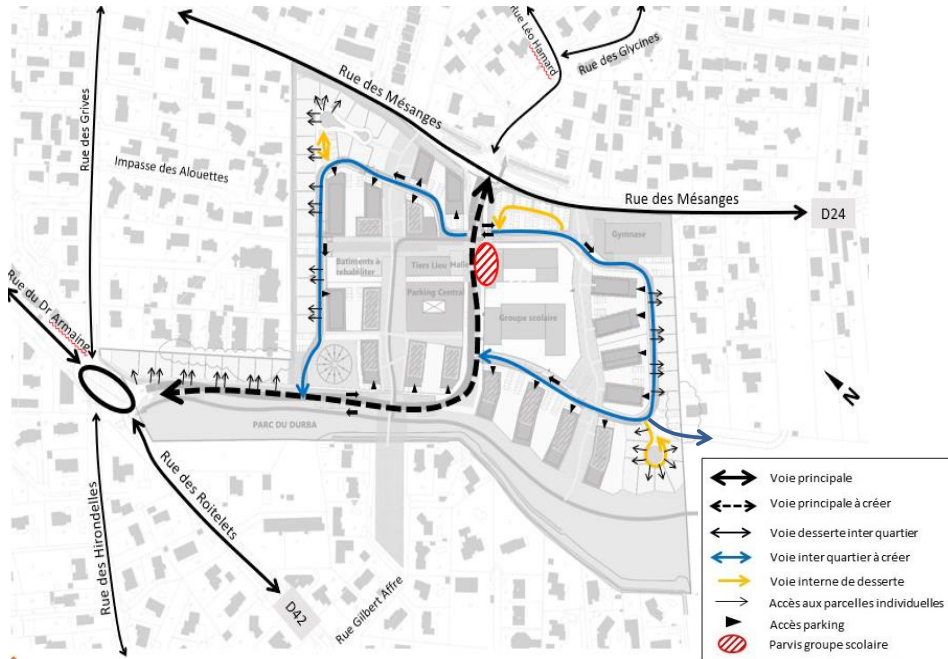 Rue Léo Hamard
Rue des Glycines
Rue des Mésanges
Rue des Grives
Impasse des Alouettes
Rue des Mésanges
D24
Gymnase
Batiments à
réhabiliter
Tiers Lieu Halle
Parking Central
Groupe scolaire
Rue du Dr Armaing
N
PARC DU DURBA
Rue des Roitelets
Rue des Hirondelles
D42
Rue Gilbert Affre
Voie principale
Voie principale à créer
Voie desserte inter quartier
Voie inter quartier à créer
Voie interne de desserte
Accès aux parcelles individuelles
Accès parking
Parvis groupe scolaire